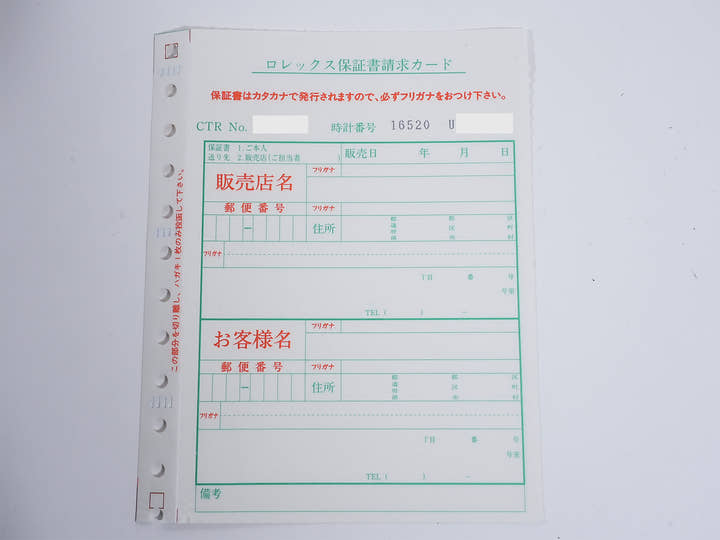 ロレックス保証書請求カード
保証書はカタカナで発行されますので、必ずフリガナをおつけ下さい。
CTR No. 時計番号 16520 U
保証書 1.ご本人
送り先 2.販売店(ご担当者 )
販売日 年 月 日
販売店名 フリガナ
郵便番号 フリガナ
－ 住所 都道府県 郡区市 区町村
フリガナ
丁目 番 号
号室
TEL ( ) －
お客様名 フリガナ
郵便番号 フリガナ
－ 住所 都道府県 郡区市 区町村
フリガナ
丁目 番 号
号室
TEL ( ) －
備考
この部分を切り離し、ハガキ1枚のみ投函して下さい。